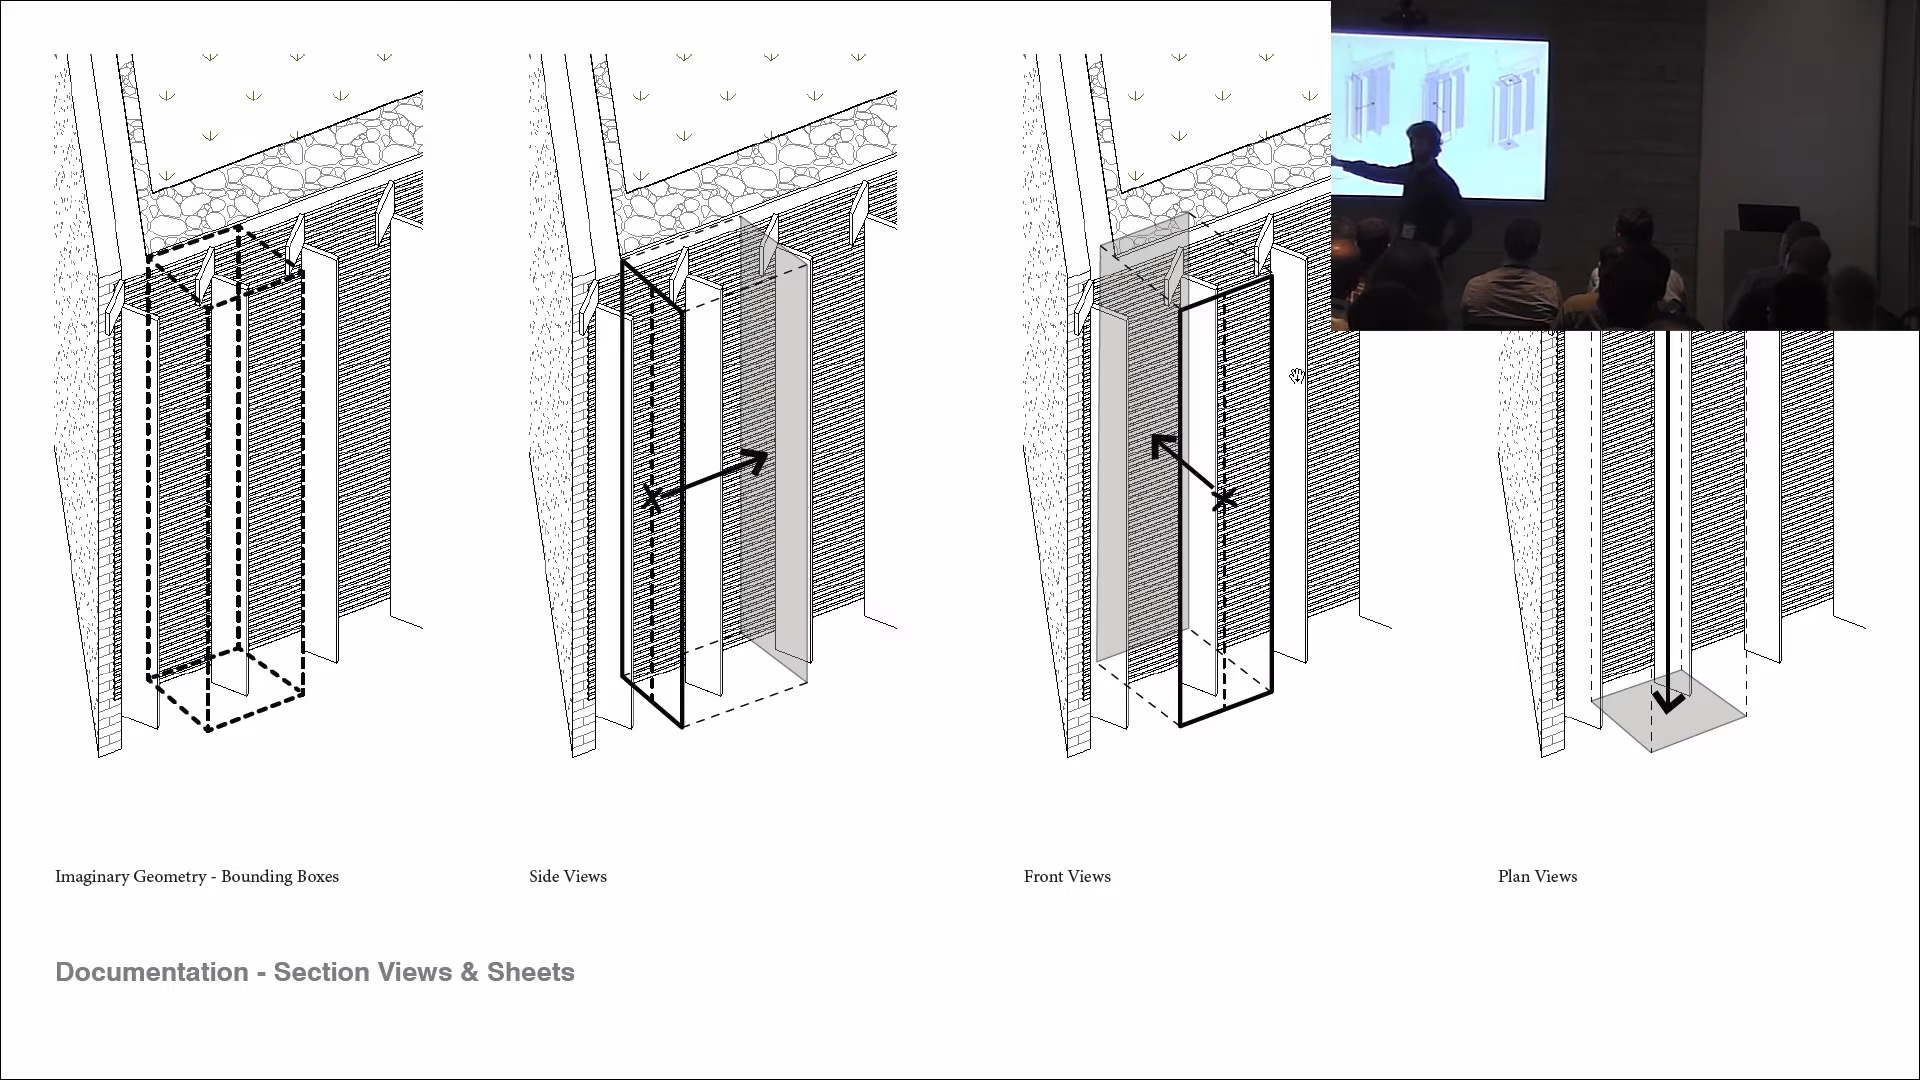 Imaginary Geometry - Bounding Boxes
Side Views
Front Views
Plan Views
Documentation - Section Views & Sheets